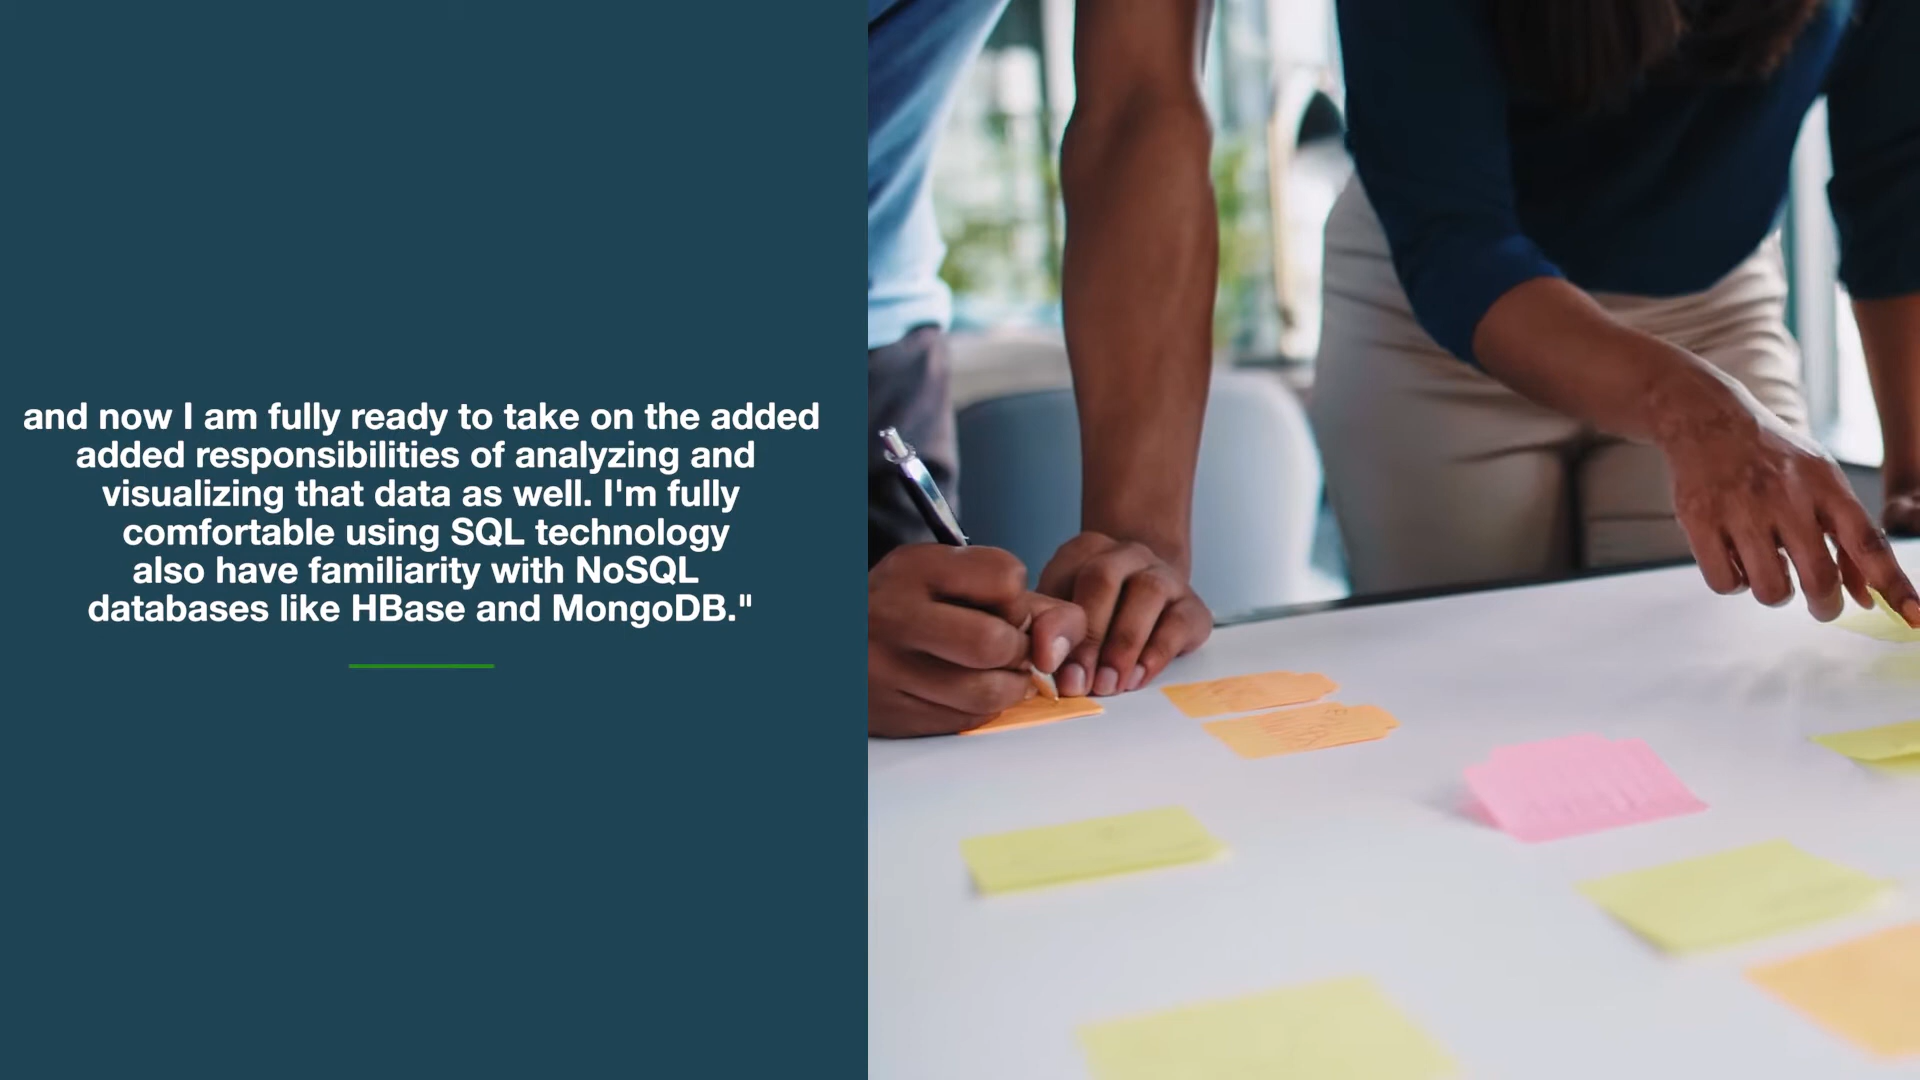 and now I am fully ready to take on the added
added responsibilities of analyzing and
visualizing that data as well. I'm fully
comfortable using SQL technology
also have familiarity with NoSQL
databases like HBase and MongoDB."